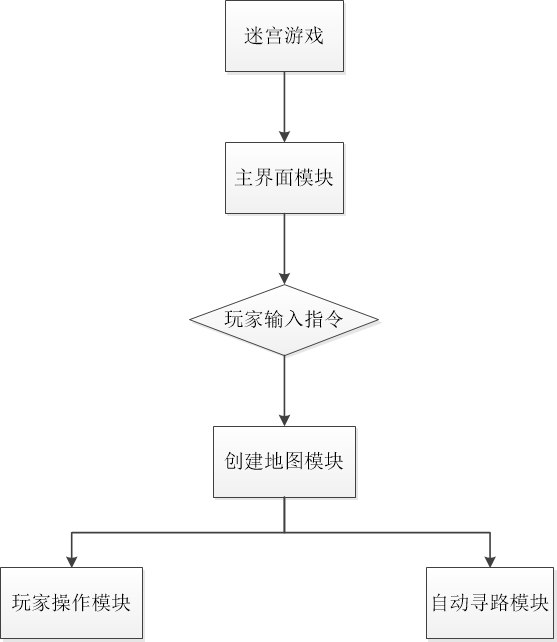 迷宫游戏
主界面模块
玩家输入指令
创建地图模块
玩家操作模块
自动寻路模块